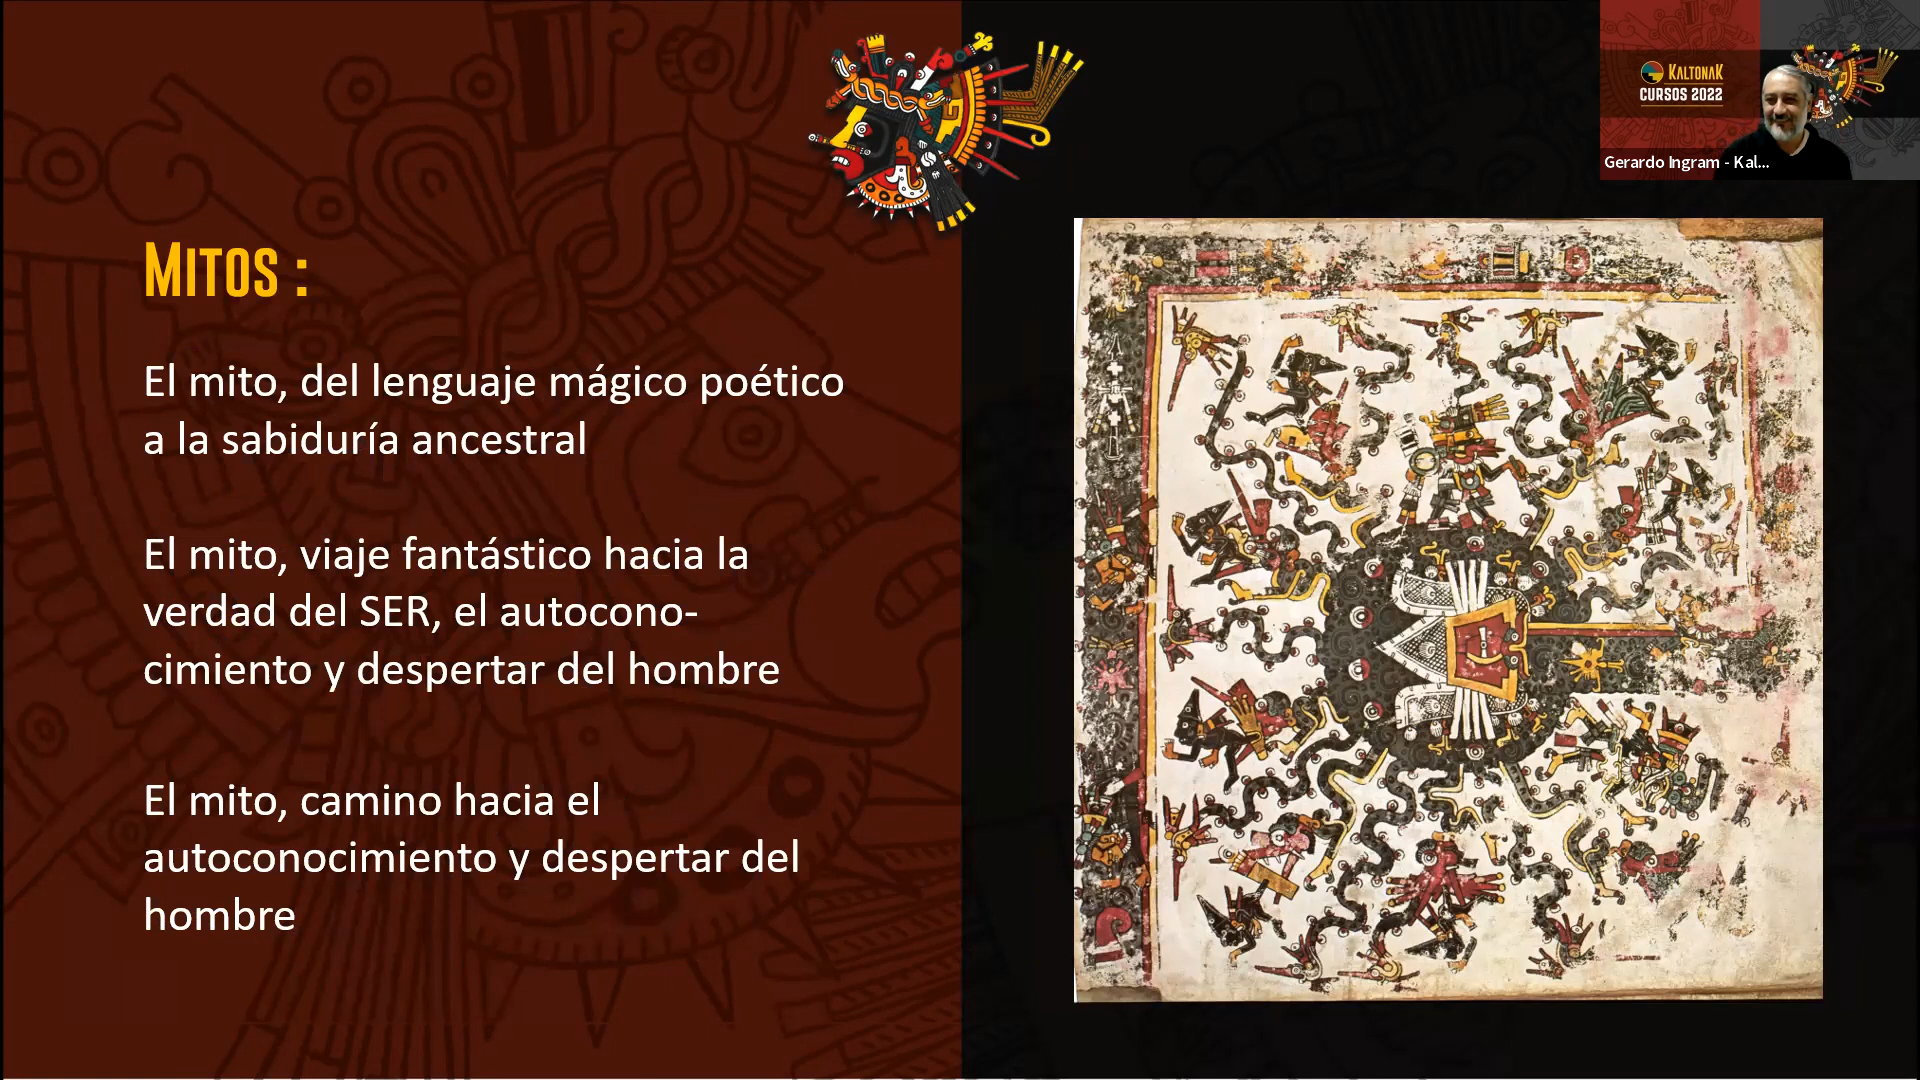 KALTONAK
CURSOS 2022
Gerardo Ingram - Kal...
MITOS :
El mito, del lenguaje mágico poético
a la sabiduría ancestral
El mito, viaje fantástico hacia la
verdad del SER, el autocono-
cimiento y despertar del hombre
El mito, camino hacia el
autoconocimiento y despertar del
hombre